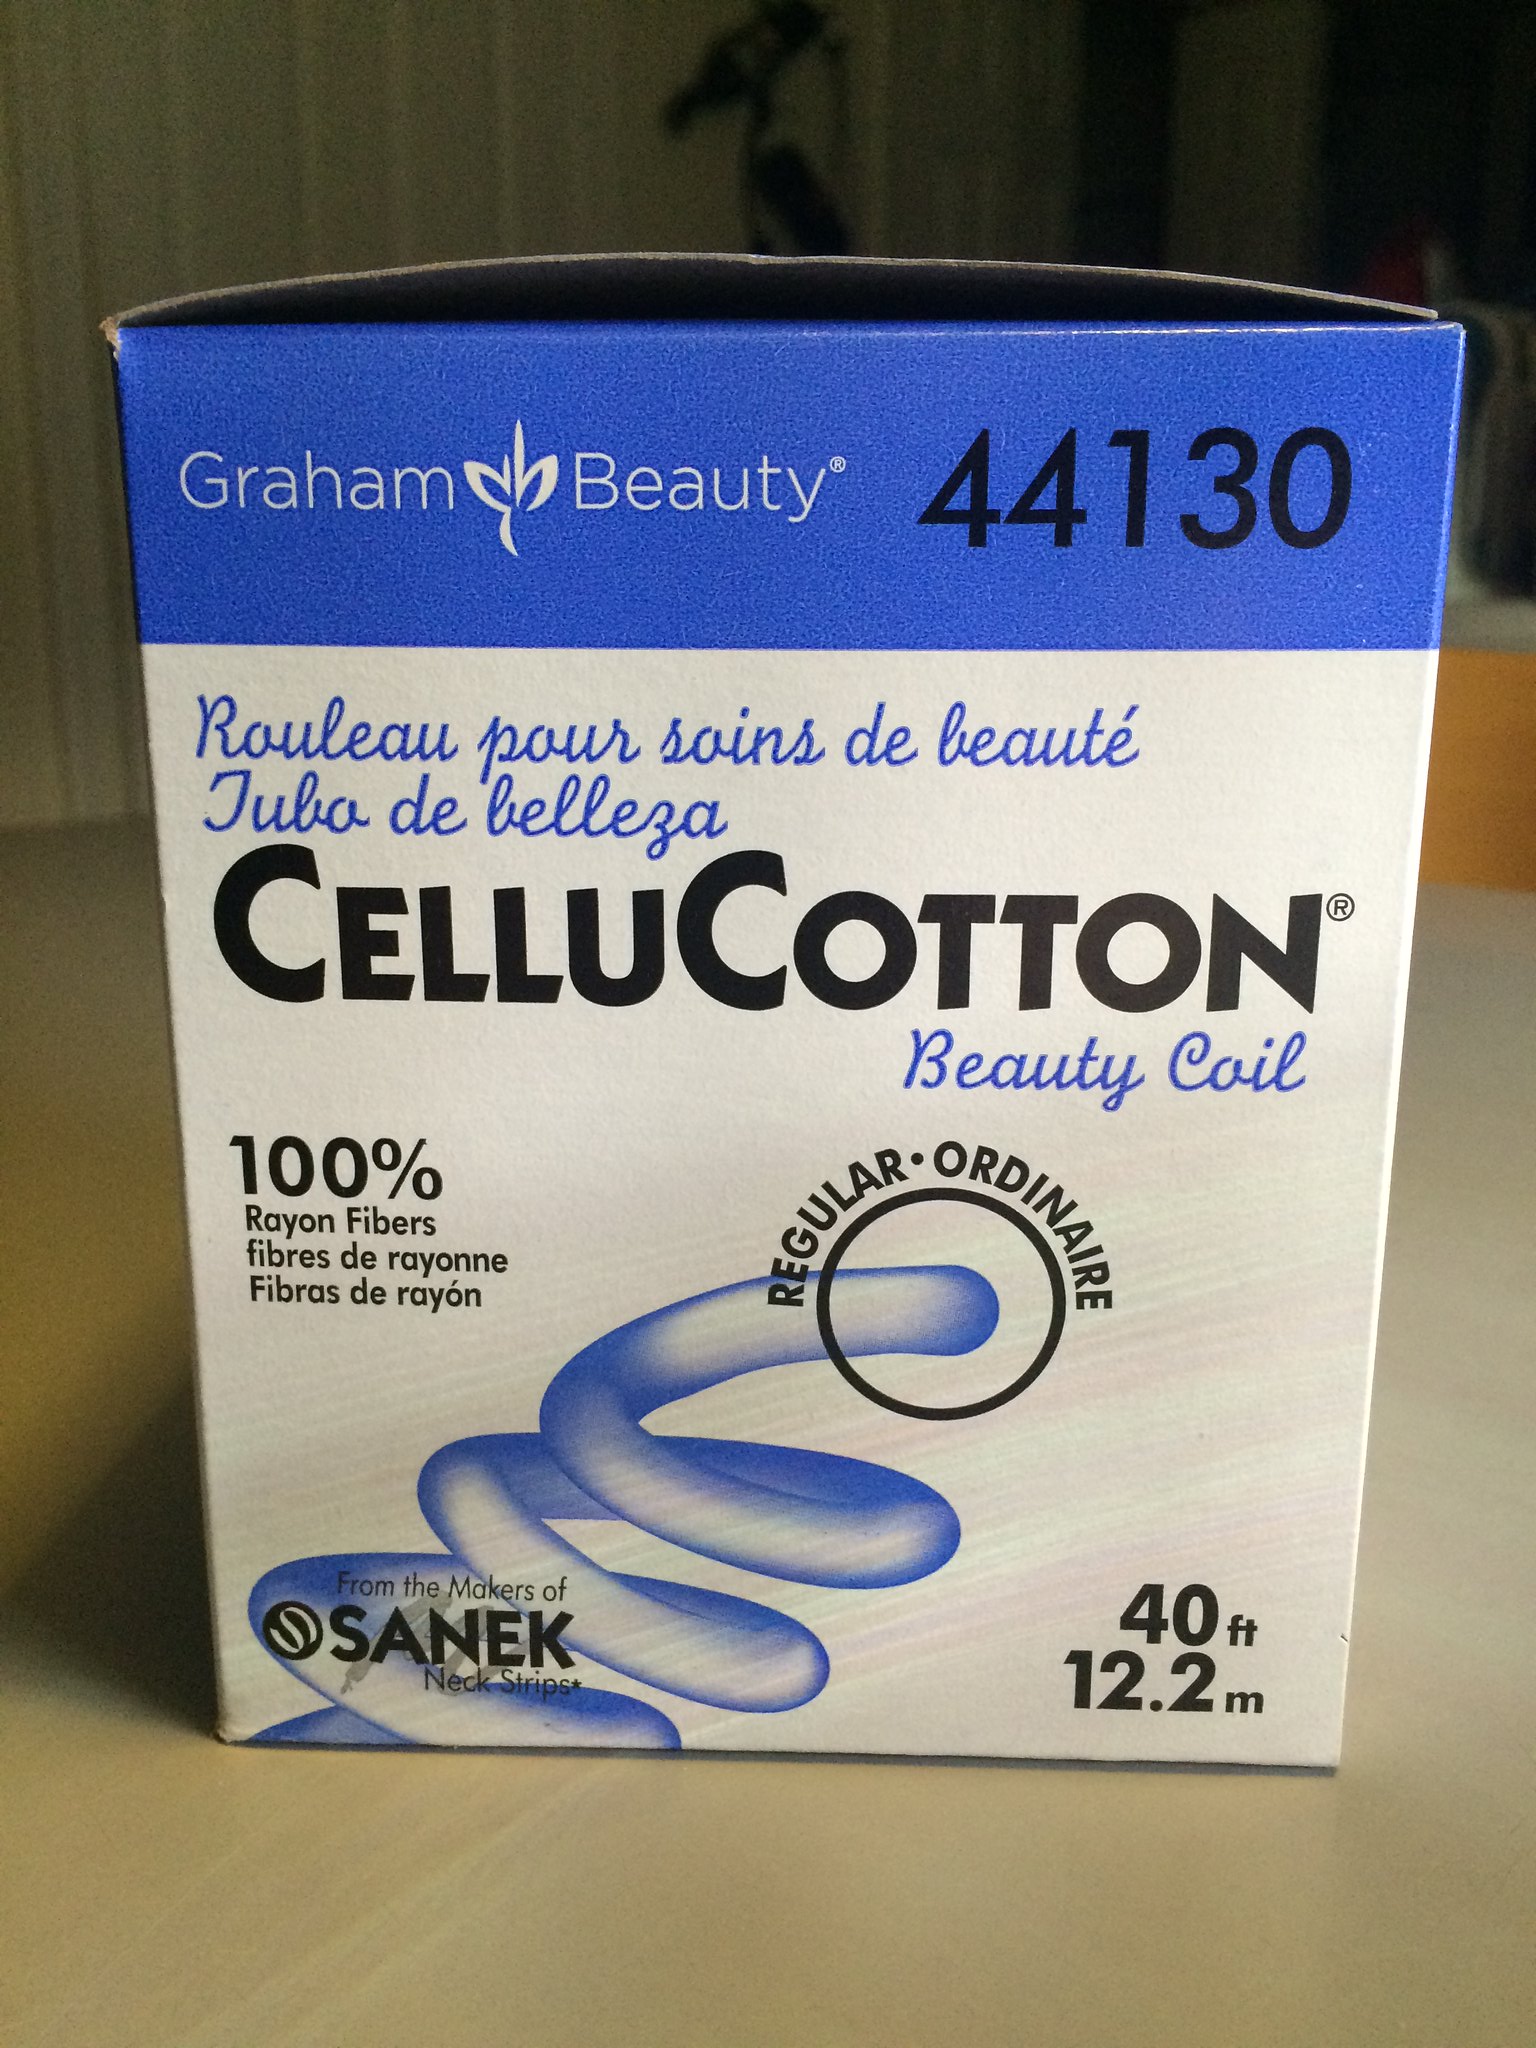 Graham Beauty® 44130
Rouleau pour soins de beauté
Tubo de belleza
CELLUCOTTON®
Beauty Coil
100%
Rayon Fibers
fibres de rayonne
Fibras de rayón
REGULAR • ORDINAIRE
From the Makers of
SANEK
Neck Strips*
40 ft
12.2 m